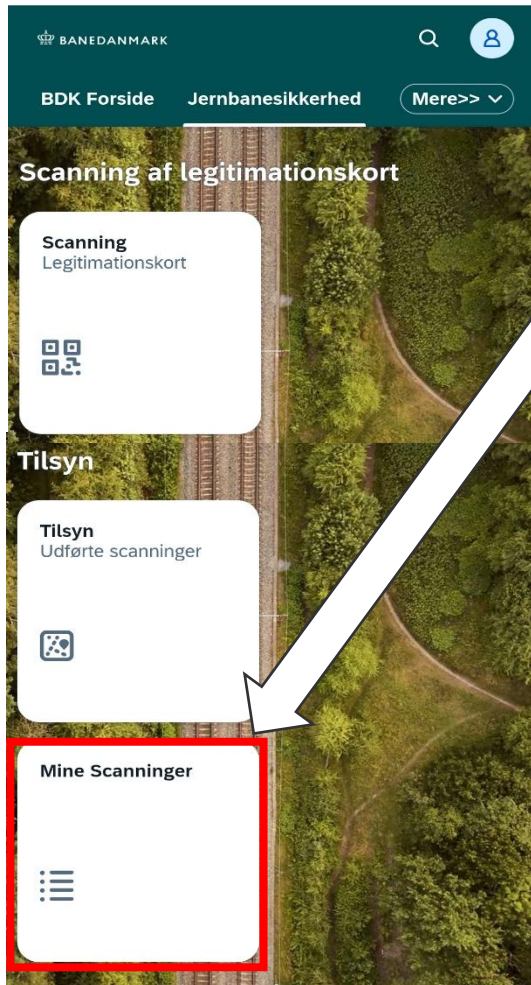 BANEDANMARK
BDK Forside Jernbanesikkerhed Mere>>
Scanning af legitimationskort
Scanning
Legitimationskort
Tilsyn
Tilsyn
Udførte scanninger
Mine Scanninger